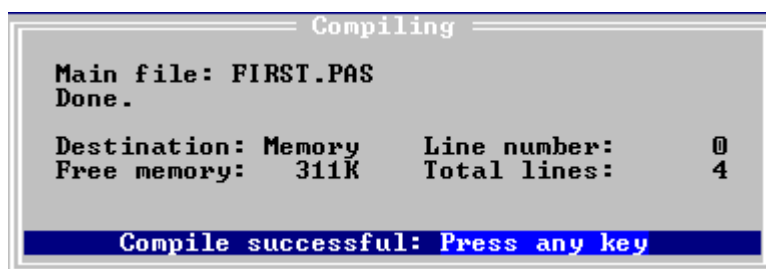 Compiling
Main file: FIRST.PAS
Done.
Destination: Memory Line number: 0
Free memory: 311K Total lines: 4
Compile successful: Press any key